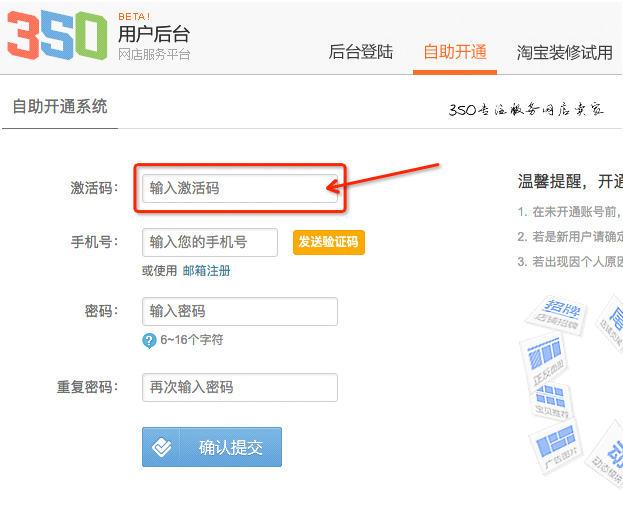 3SO
BETA!
用户后台
网店服务平台
后台登陆 自助开通 淘宝装修试用
自助开通系统
3SO专注服务网店卖家
激活码： 输入激活码
手机号： 输入您的手机号 发送验证码
或使用 邮箱注册
密码： 输入密码
? 6~16个字符
重复密码： 再次输入密码
确认提交
温馨提醒，开通
1. 在未开通账号前，
2. 若是新用户请确定
3. 若出现因个人原因
招牌
店铺招牌
宝贝推荐
广告图片
动态模块